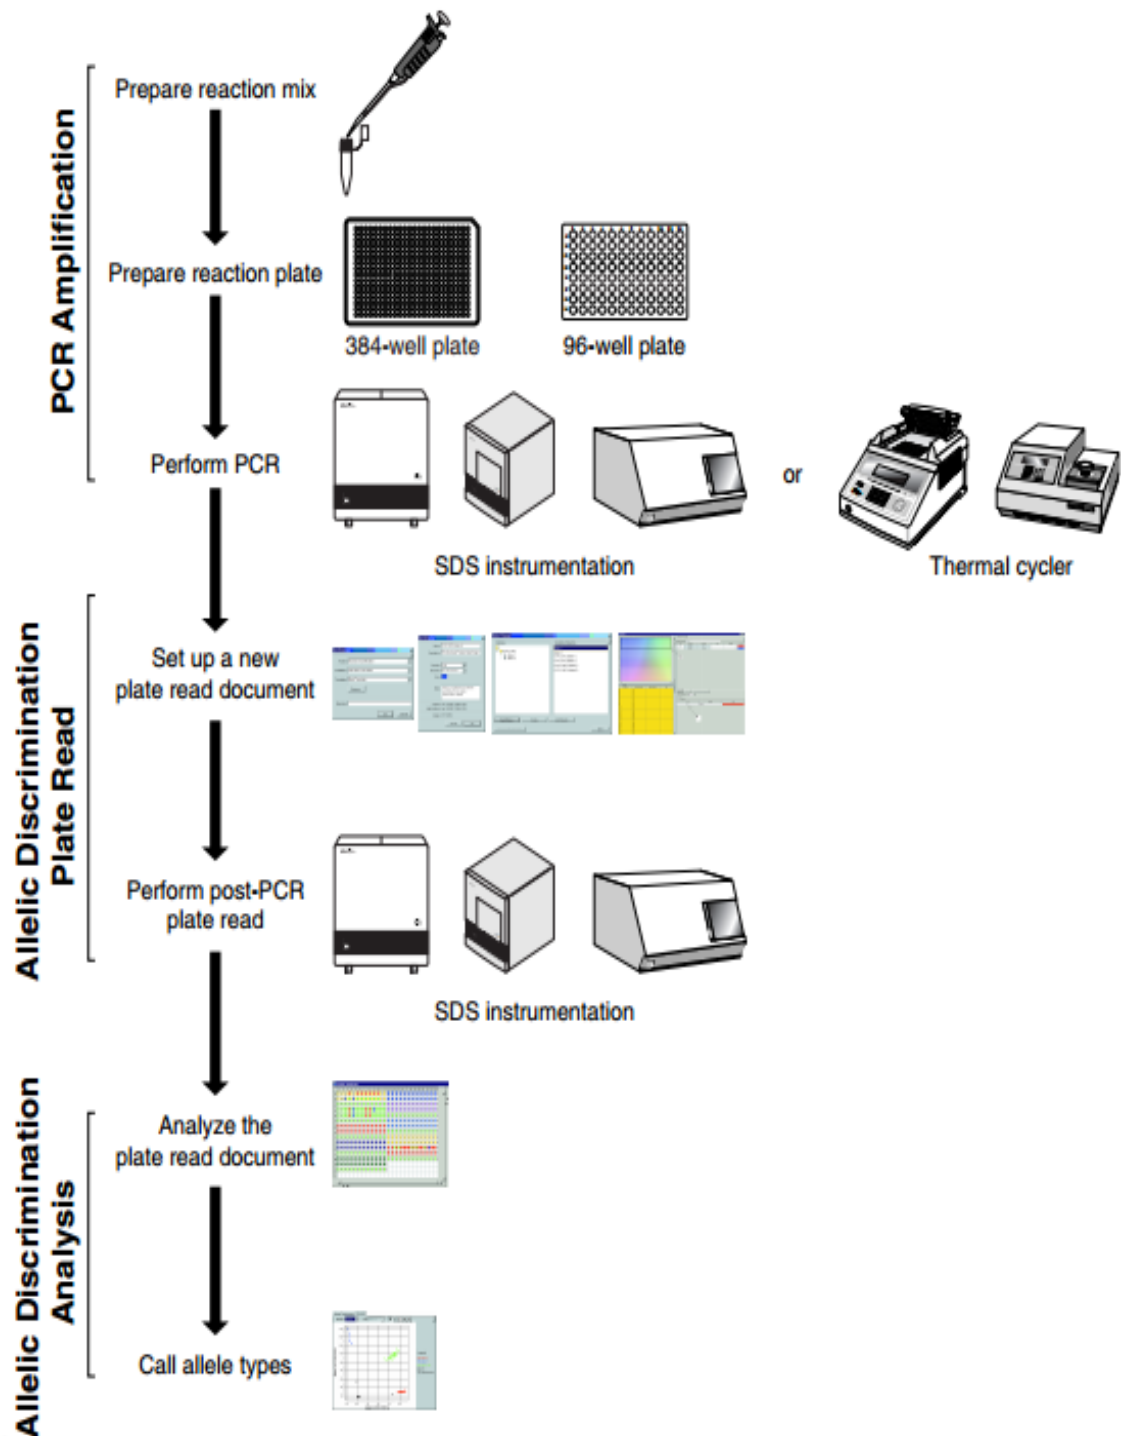 PCR Amplification
Prepare reaction mix
Prepare reaction plate
384-well plate
96-well plate
Perform PCR
or
SDS instrumentation
Thermal cycler
Allelic Discrimination
Plate Read
Set up a new
plate read document
Perform post-PCR
plate read
SDS instrumentation
Allelic Discrimination
Analysis
Analyze the
plate read document
Call allele types